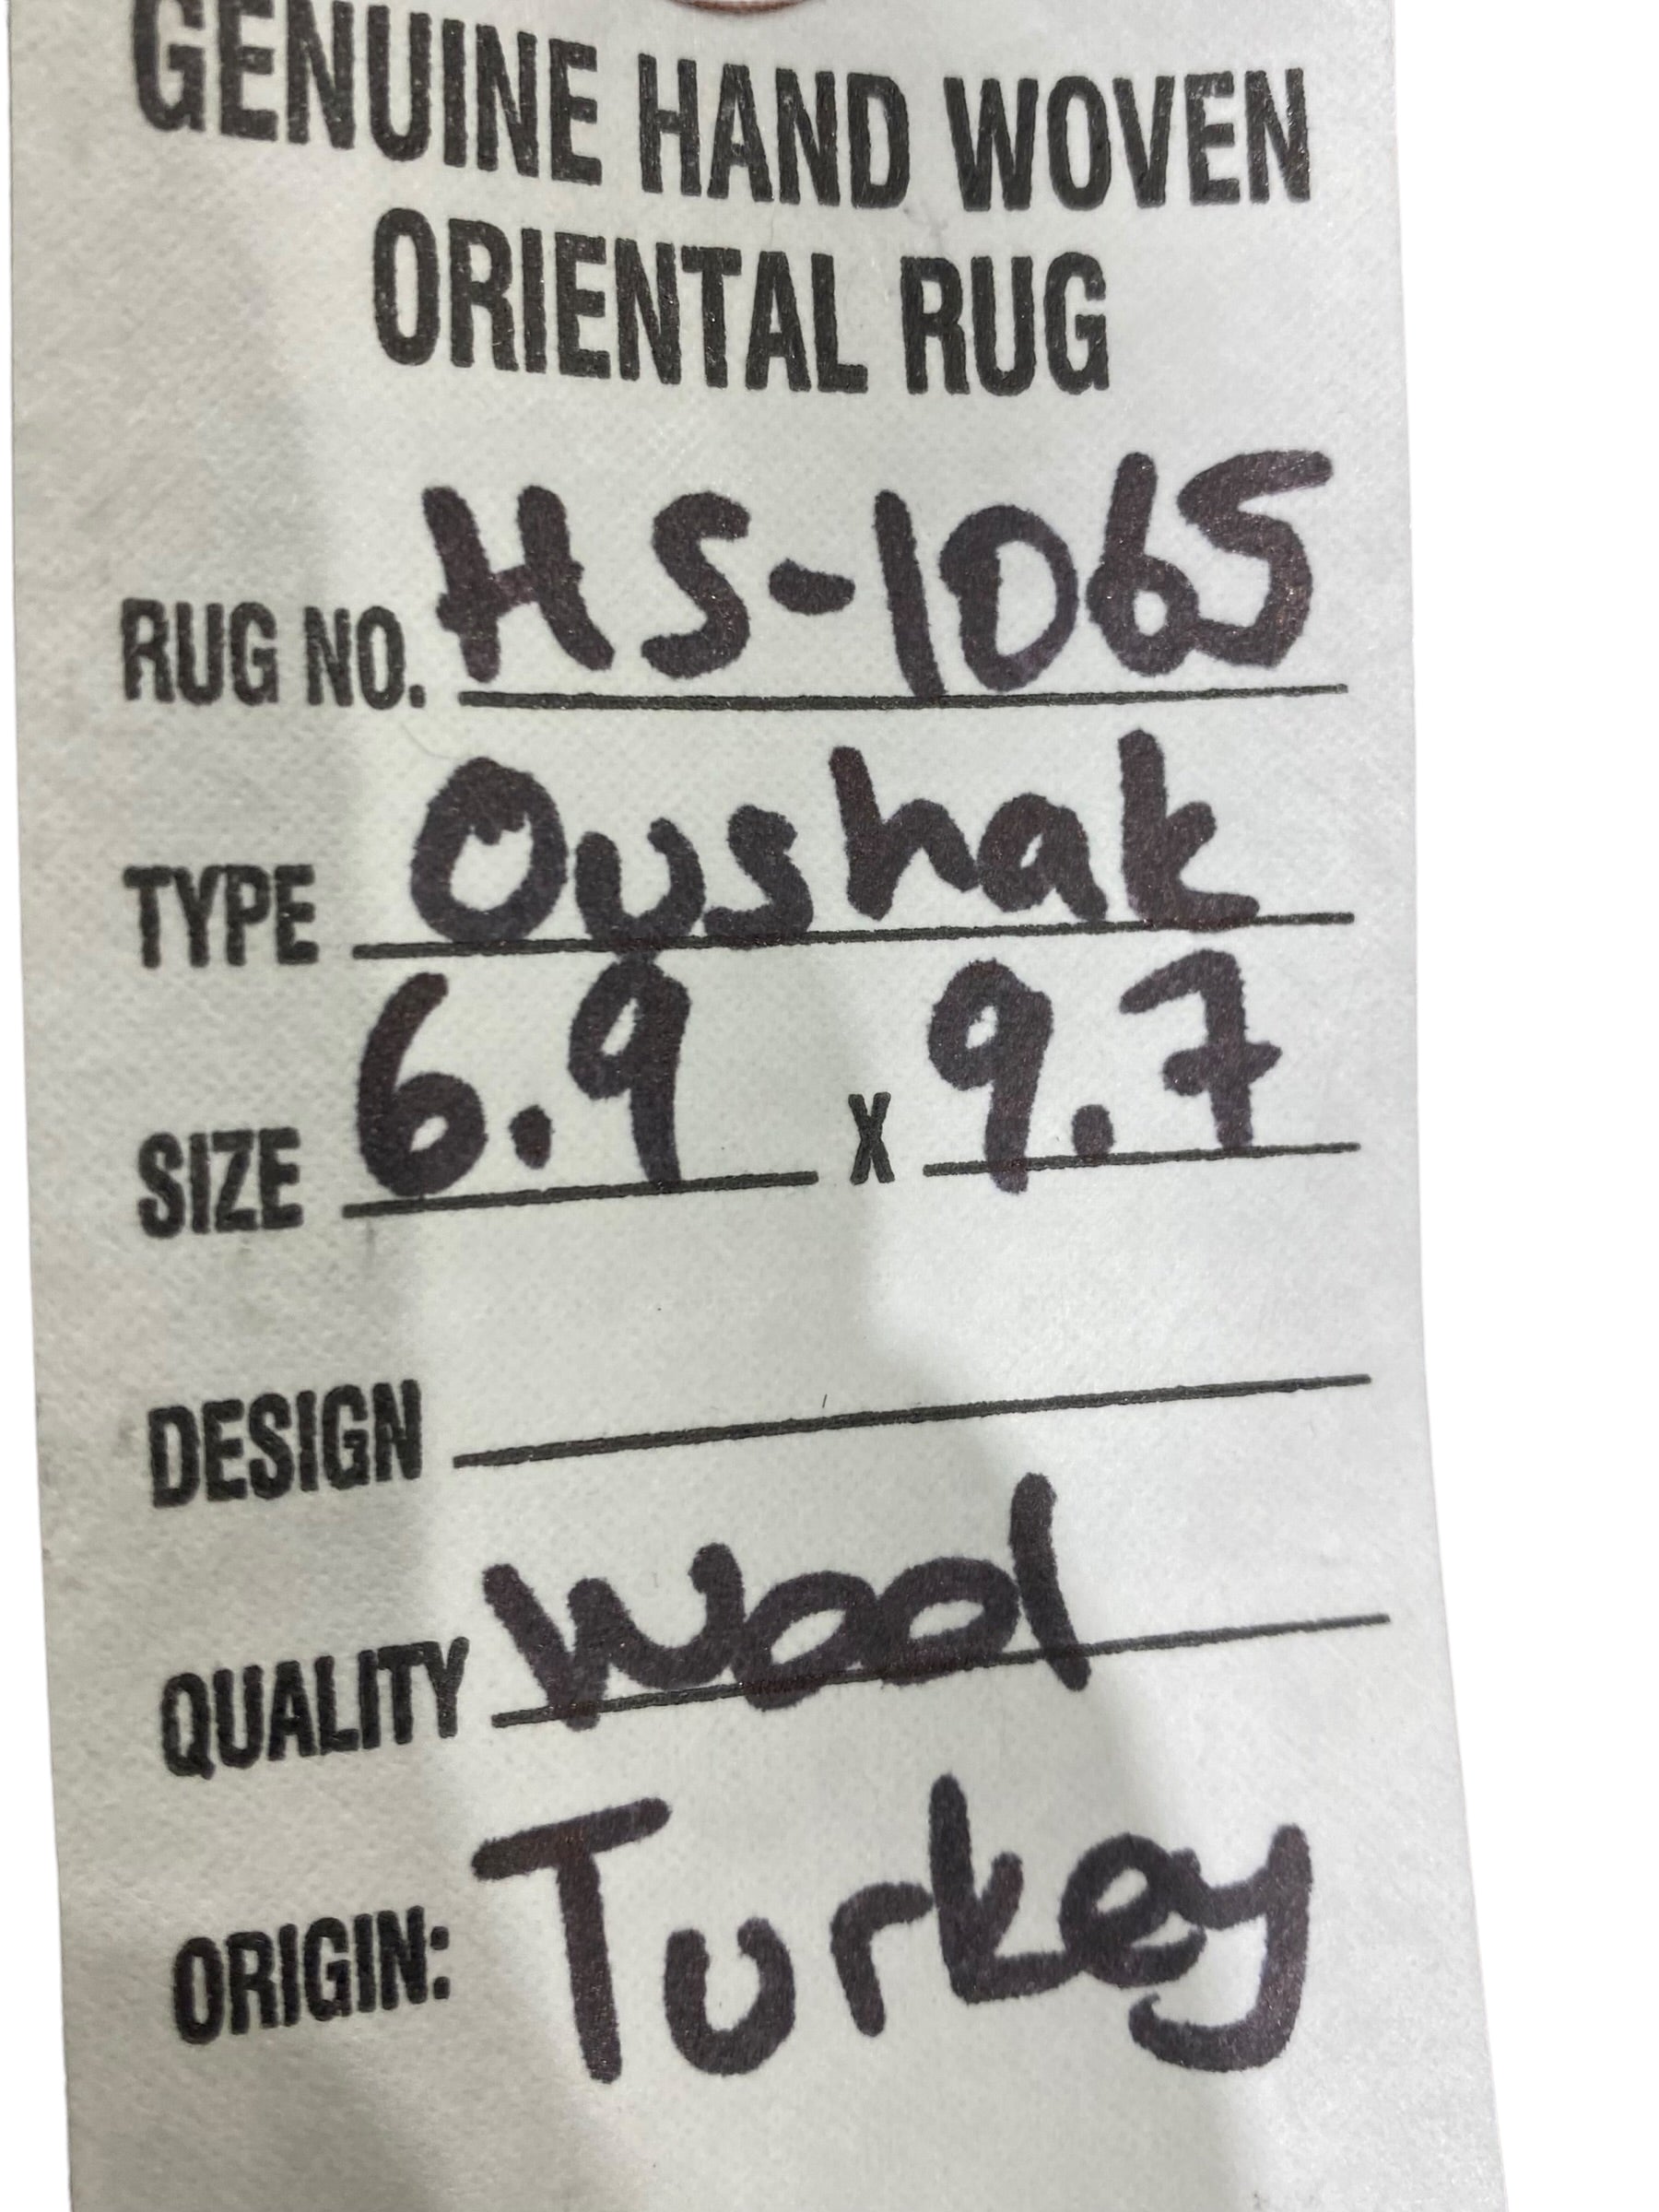 GENUINE HAND WOVEN
ORIENTAL RUG
RUG NO. HS-1065
TYPE Oushak
SIZE 6.9 x 9.7
DESIGN
QUALITY Wool
ORIGIN: Turkey